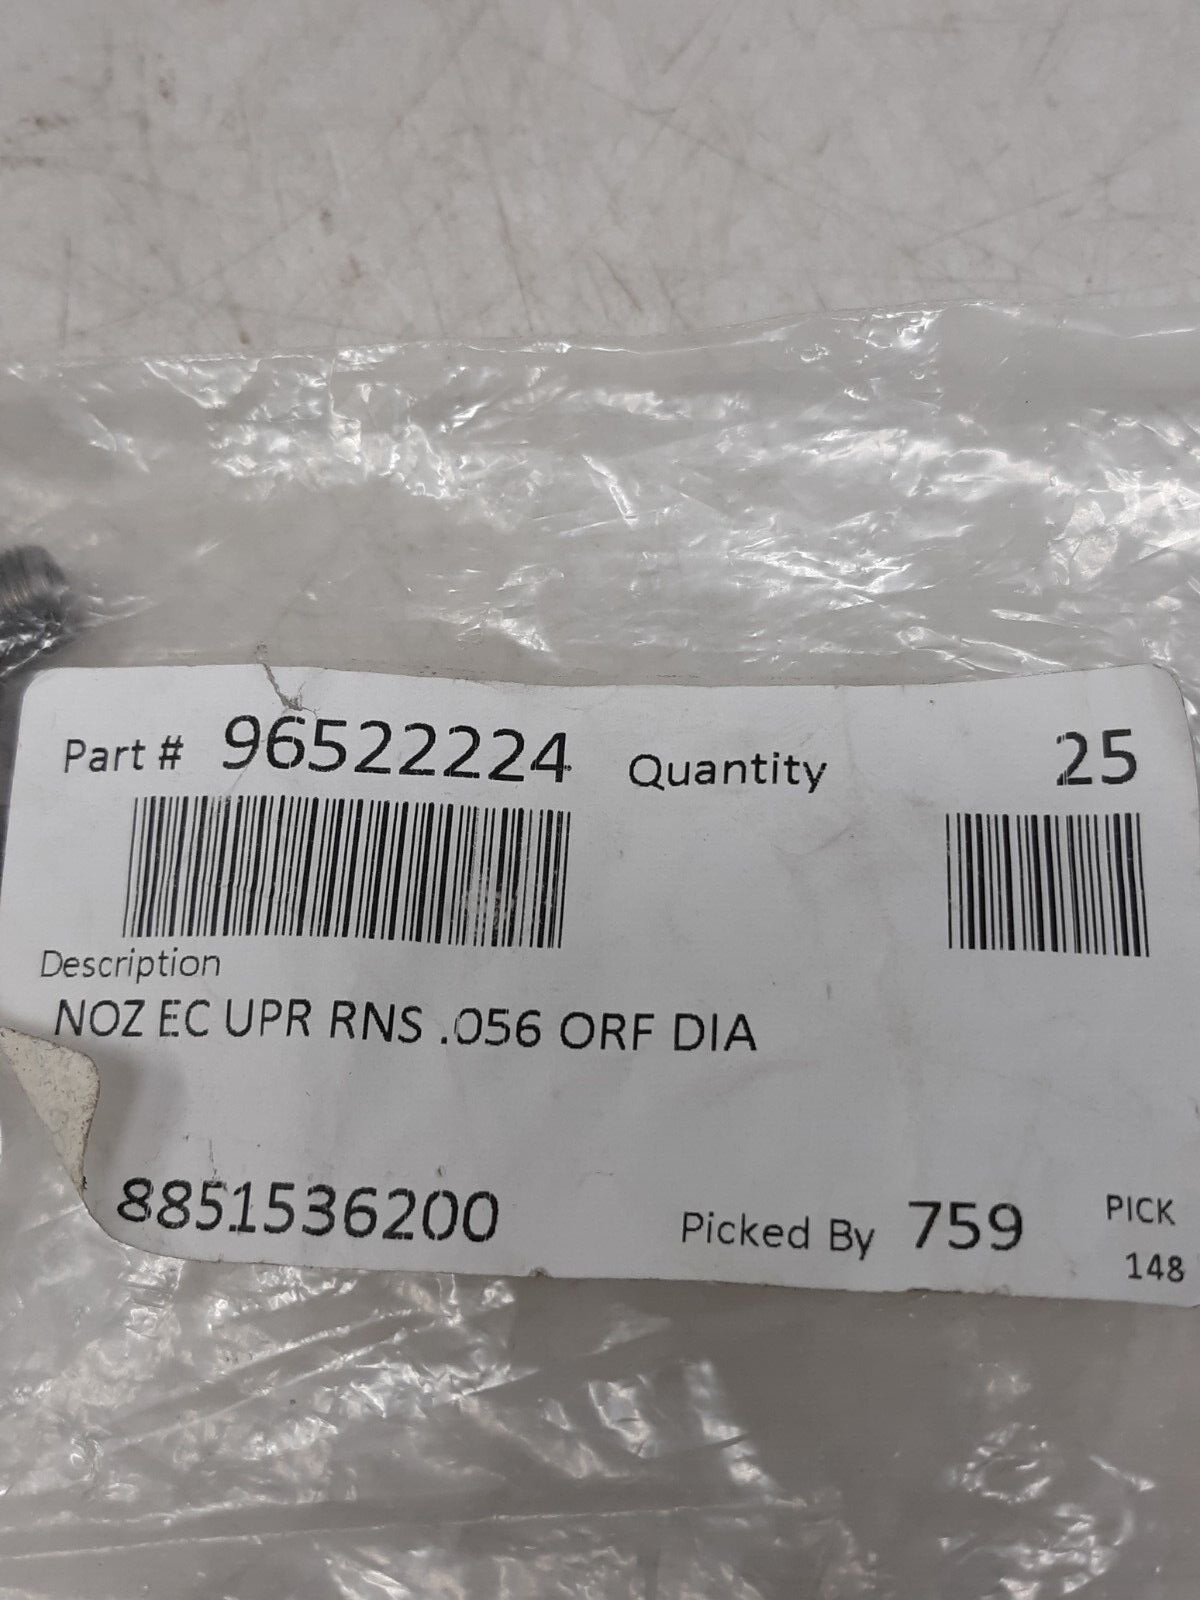 Part # 96522224 Quantity 25
Description
NOZ EC UPR RNS .056 ORF DIA
8851536200 Picked By 759 PICK
148